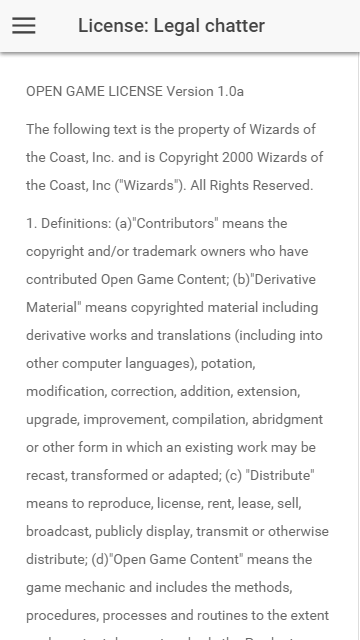 License: Legal chatter
OPEN GAME LICENSE Version 1.0a
The following text is the property of Wizards of
the Coast, Inc. and is Copyright 2000 Wizards of
the Coast, Inc ("Wizards"). All Rights Reserved.
1. Definitions: (a)"Contributors" means the
copyright and/or trademark owners who have
contributed Open Game Content; (b)"Derivative
Material" means copyrighted material including
derivative works and translations (including into
other computer languages), potation,
modification, correction, addition, extension,
upgrade, improvement, compilation, abridgment
or other form in which an existing work may be
recast, transformed or adapted; (c) "Distribute"
means to reproduce, license, rent, lease, sell,
broadcast, publicly display, transmit or otherwise
distribute; (d)"Open Game Content" means the
game mechanic and includes the methods,
procedures, processes and routines to the extent